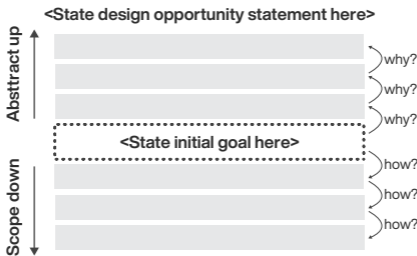 <State design opportunity statement here>
Absttract up
why?
why?
why?
<State initial goal here>
Scope down
how?
how?
how?